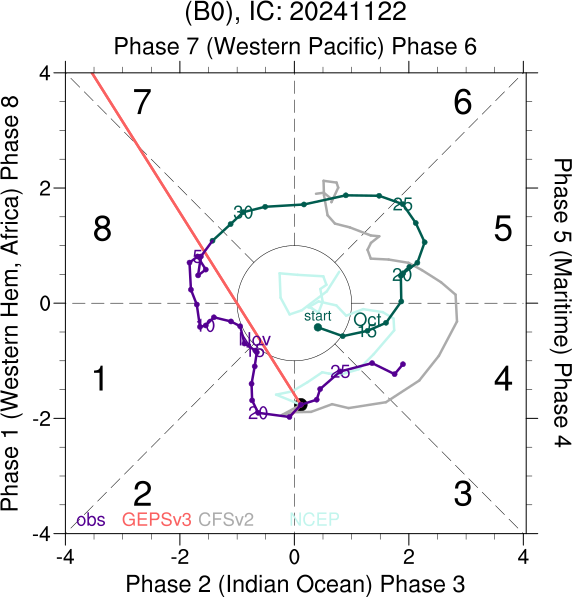 (B0), IC: 20241122
Phase 7 (Western Pacific) Phase 6
4
7
6
Phase 1 (Western Hem, Africa) Phase 8
Phase 5 (Maritime) Phase 4
2
30
25
8
5
5
20
0
start
Oct
15
10
Nov
15
1
4
25
-2
20
2
3
obs
GEPSv3
CFSv2
NCEP
-4
-4
-2
0
2
4
Phase 2 (Indian Ocean) Phase 3